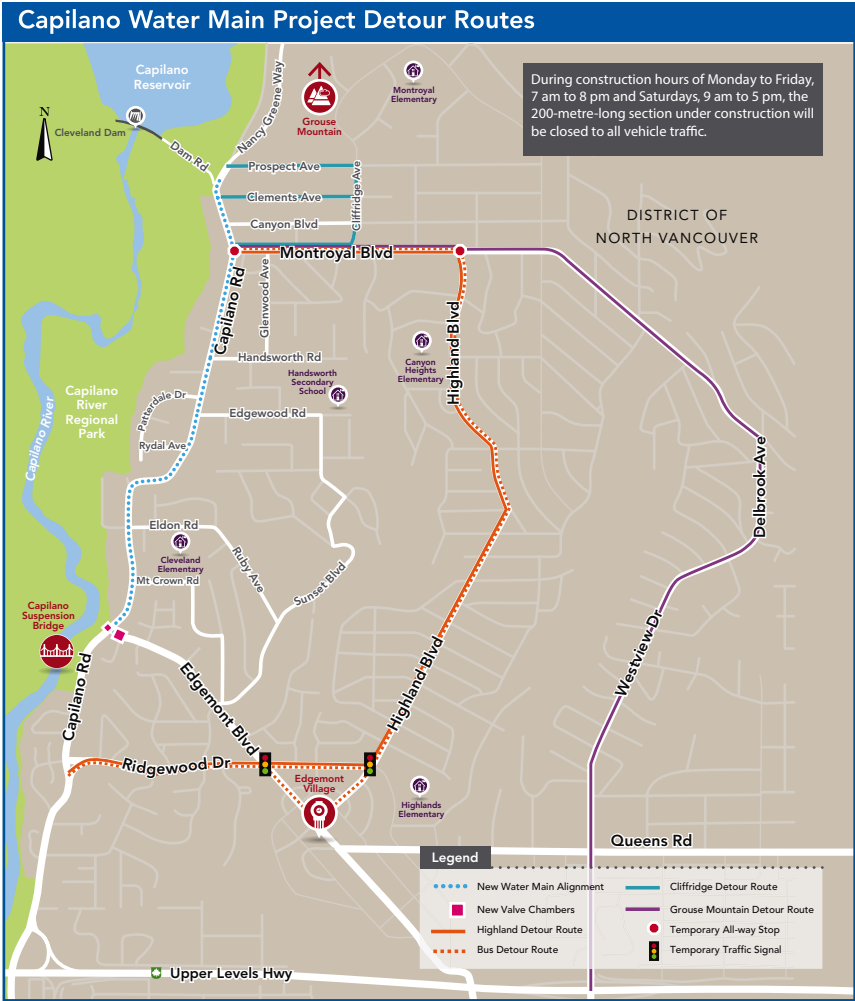 Capilano Water Main Project Detour Routes
Capilano
Reservoir
N
Cleveland Dam
Dam Rd
Nancy Greene Way
Grouse
Mountain
Montroyal
Elementary
During construction hours of Monday to Friday,
7 am to 8 pm and Saturdays, 9 am to 5 pm, the
200-metre-long section under construction will
be closed to all vehicle traffic.
Prospect Ave
Clements Ave
Canyon Blvd
Cliffridge Ave
DISTRICT OF
NORTH VANCOUVER
Montroyal Blvd
Capilano Rd
Glenwood Ave
Highland Blvd
Handsworth Rd
Canyon
Heights
Elementary
Handsworth
Secondary
School
Capilano River
Capilano
River
Regional
Park
Patterdale Dr
Edgewood Rd
Rydal Ave
Delbrook Ave
Eldon Rd
Cleveland
Elementary
Mt Crown Rd
Ruby Ave
Sunset Blvd
Capilano
Suspension
Bridge
Capilano Rd
Edgemont Blvd
Highland Blvd
Westview Dr
Ridgewood Dr
Edgemont
Village
Highlands
Elementary
Queens Rd
Legend
New Water Main Alignment
Cliffridge Detour Route
New Valve Chambers
Grouse Mountain Detour Route
Highland Detour Route
Temporary All-way Stop
Bus Detour Route
Temporary Traffic Signal
Upper Levels Hwy